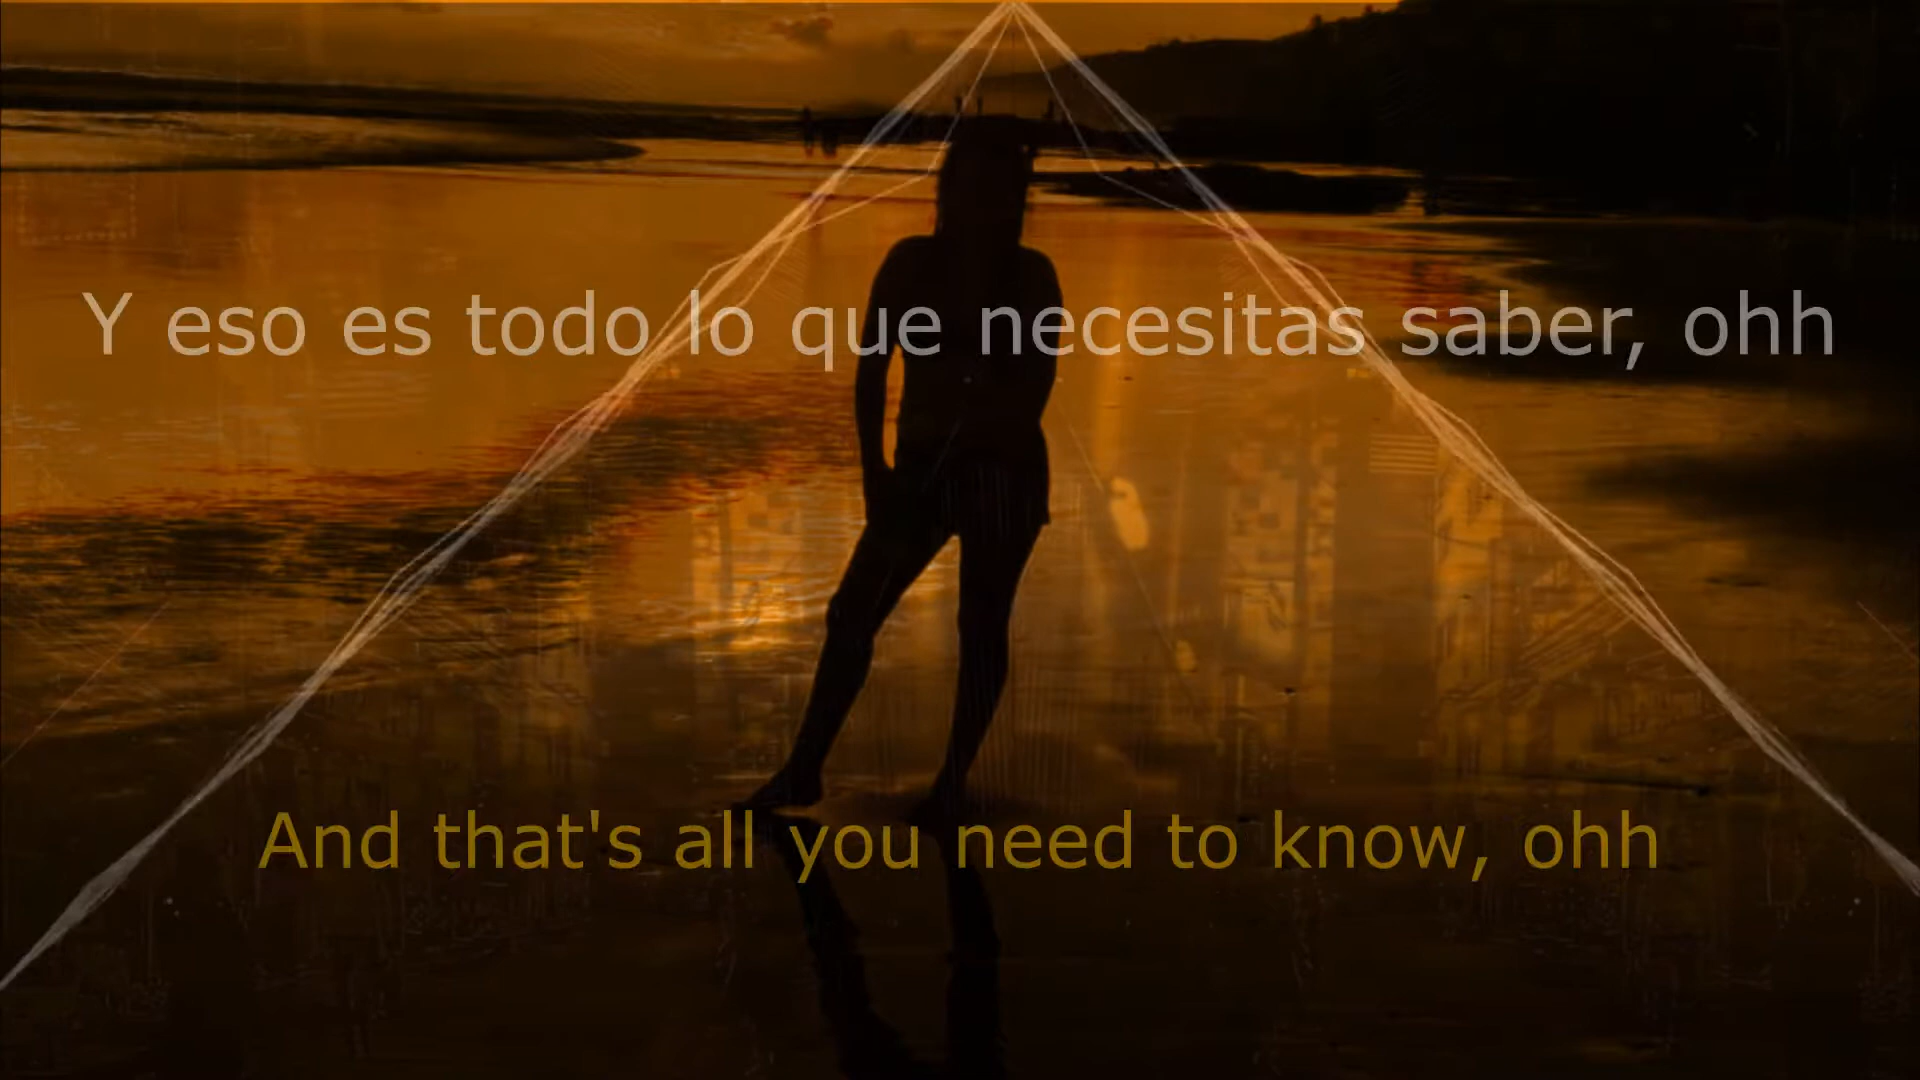 Y eso es todo lo que necesitas saber, ohh
And that's all you need to know, ohh